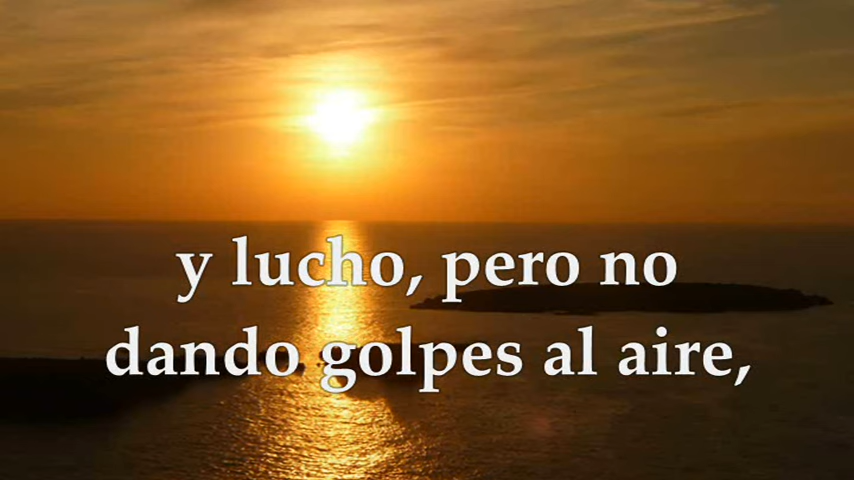 y lucho, pero no
dando golpes al aire,